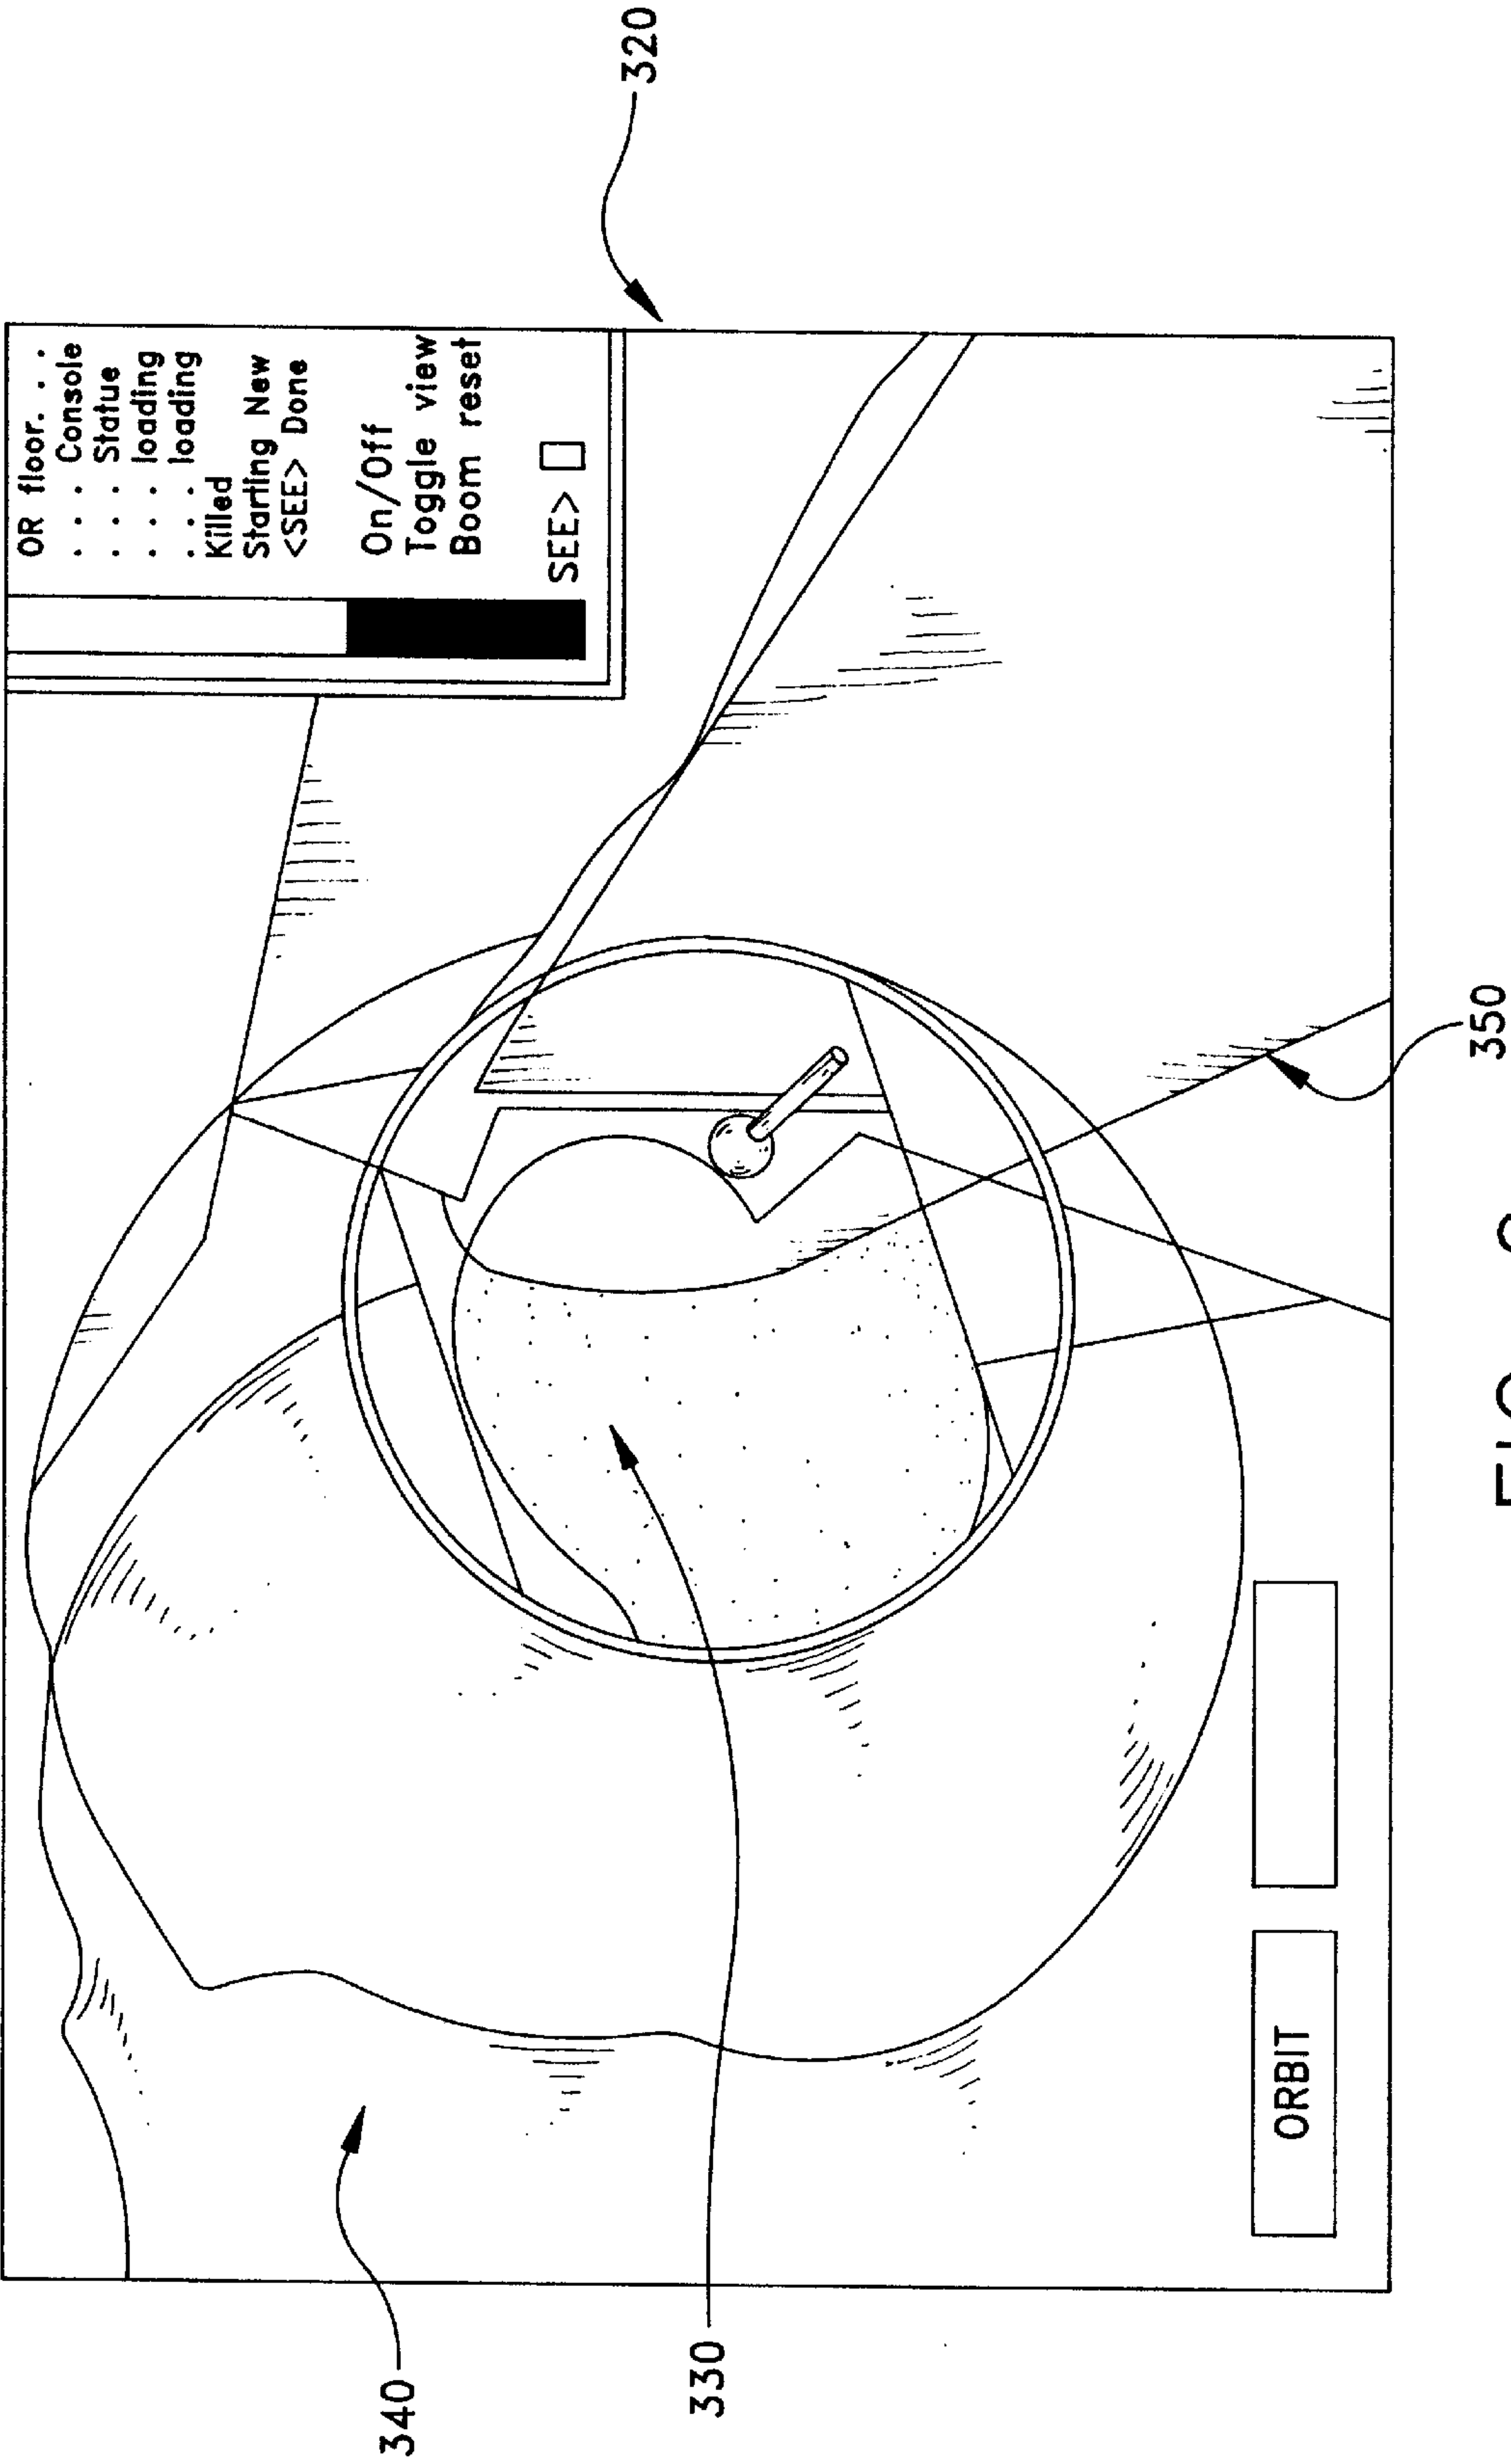 OR floor. . .
. . . Console
. . . Statue
. . . loading
. . . loading
Killed
Starting New
<SEE> Done
On/Off
Toggle view
Boom reset
SEE>
320
340
330
350
ORBIT